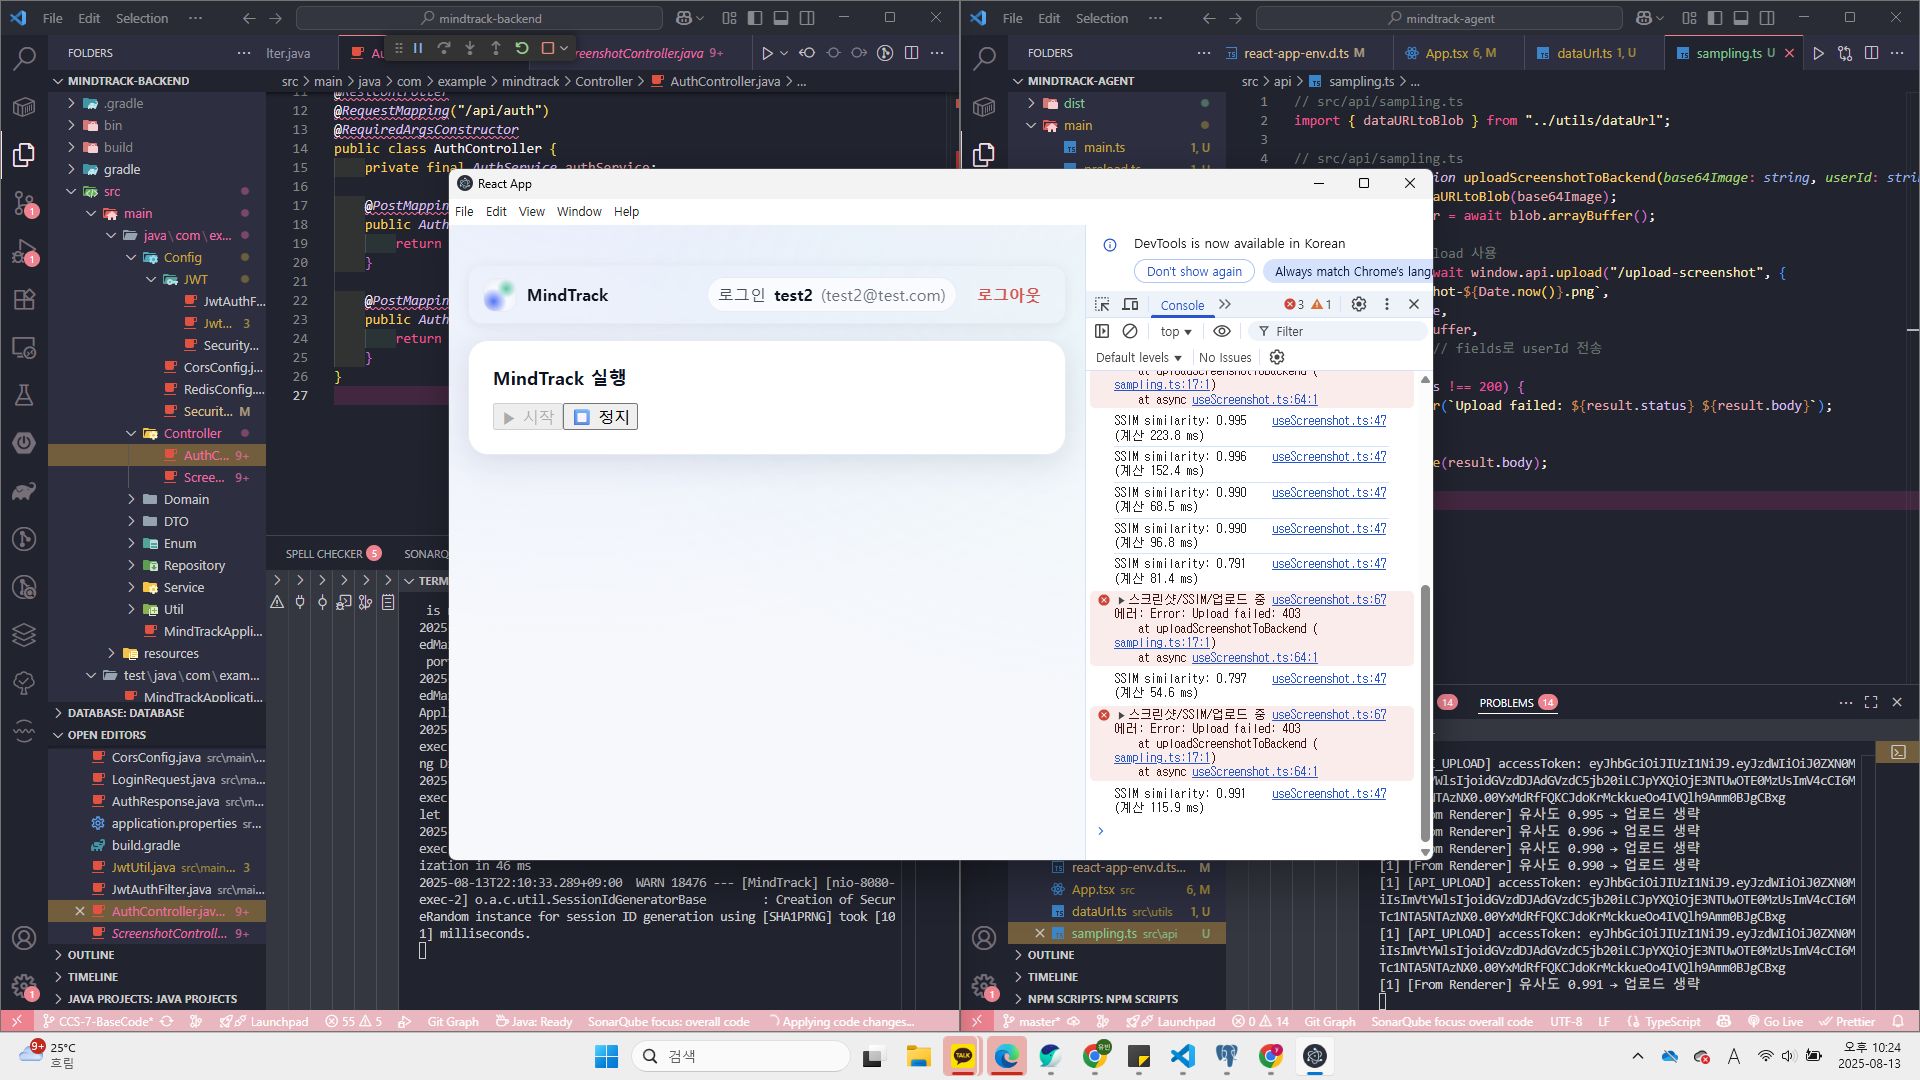 File Edit Selection ··· mindtrack-backend
FOLDERS
MINDTRACK-BACKEND
.gradle
bin
build
gradle
src
main
java\com\ex...
Config
JWT
JwtAuthF...
Jwt... 3
Security...
CorsConfig.j...
RedisConfig....
Securit... M
Controller
AuthC... 9+
Scree... 9+
Domain
DTO
Enum
Repository
Service
Util
MindTrackAppli...
resources
test\java\com\exam...
MindTrackApplicati...
DATABASE: DATABASE
OPEN EDITORS
CorsConfig.java src\main\...
LoginRequest.java src\ma...
AuthResponse.java src\m...
application.properties sr...
build.gradle
JwtUtil.java src\main... 3
JwtAuthFilter.java src\mai...
AuthController.jav... 9+
ScreenshotControll... 9+
OUTLINE
TIMELINE
JAVA PROJECTS: JAVA PROJECTS
lter.java
reenshotController.java 9+
src > main > java > com > example > mindtrack > Controller > AuthController.java > ...
11 @RestController
12 @RequestMapping("/api/auth")
13 @RequiredArgsConstructor
14 public class AuthController {
15 private final AuthService authService;
16
17 @PostMapping
18 public Aut
19 return
20 }
21
22 @PostMapping
23 public Aut
24 return
25 }
26 }
27
SPELL CHECKER 5 SONARQ
TERM
is
2025
edMa
por
2025
edMa
Appl
2025
exec
ng D
2025
exec
let
2025
exec
ization in 46 ms
2025-08-13T22:10:33.289+09:00 WARN 18476 --- [MindTrack] [nio-8080-
exec-2] o.a.c.util.SessionIdGeneratorBase : Creation of Secur
eRandom instance for session ID generation using [SHA1PRNG] took [10
1] milliseconds.
CCS-7-BaseCode* Launchpad 55 5 Git Graph Java: Ready SonarQube focus: overall code Applying code changes...
React App
File Edit View Window Help
MindTrack 로그인 test2 (test2@test.com) 로그아웃
MindTrack 실행
▶ 시작 정지
DevTools is now available in Korean
Don't show again Always match Chrome's lang
Console 3 1
top Filter
Default levels No Issues
at uploadScreenshotToBackend (
sampling.ts:17:1)
at async useScreenshot.ts:64:1
SSIM similarity: 0.995 useScreenshot.ts:47
(계산 223.8 ms)
SSIM similarity: 0.996 useScreenshot.ts:47
(계산 152.4 ms)
SSIM similarity: 0.990 useScreenshot.ts:47
(계산 68.5 ms)
SSIM similarity: 0.990 useScreenshot.ts:47
(계산 96.8 ms)
SSIM similarity: 0.791 useScreenshot.ts:47
(계산 81.4 ms)
▶스크린샷/SSIM/업로드 중 useScreenshot.ts:67
에러: Error: Upload failed: 403
at uploadScreenshotToBackend (
sampling.ts:17:1)
at async useScreenshot.ts:64:1
SSIM similarity: 0.797 useScreenshot.ts:47
(계산 54.6 ms)
▶스크린샷/SSIM/업로드 중 useScreenshot.ts:67
에러: Error: Upload failed: 403
at uploadScreenshotToBackend (
sampling.ts:17:1)
at async useScreenshot.ts:64:1
SSIM similarity: 0.991 useScreenshot.ts:47
(계산 115.9 ms)
File Edit Selection ··· mindtrack-agent
FOLDERS
MINDTRACK-AGENT
dist
main
main.ts 1, U
preload.ts
react-app-env.d.ts M App.tsx 6, M dataUrl.ts 1, U sampling.ts U
src > api > sampling.ts > ...
1 // src/api/sampling.ts
2 import { dataURLtoBlob } from "../utils/dataUrl";
3
4 // src/api/sampling.ts
ion uploadScreenshotToBackend(base64Image: string, userId: stri
aURLtoBlob(base64Image);
r = await blob.arrayBuffer();
load 사용
wait window.api.upload("/upload-screenshot", {
hot-${Date.now()}.png`,
e,
uffer,
// fields로 userId 전송
s !== 200) {
r(`Upload failed: ${result.status} ${result.body}`);
e(result.body);
14 PROBLEMS 14
I_UPLOAD] accessToken: eyJhbGciOiJIUzI1NiJ9.eyJzdWIiOiJ0ZXN0M
om Renderer] 유사도 0.995 → 업로드 생략
om Renderer] 유사도 0.996 → 업로드 생략
om Renderer] 유사도 0.990 → 업로드 생략
om Renderer] 유사도 0.990 → 업로드 생략
[1] [API_UPLOAD] accessToken: eyJhbGciOiJIUzI1NiJ9.eyJzdWIiOiJ0ZXN0M
[1] [API_UPLOAD] accessToken: eyJhbGciOiJIUzI1NiJ9.eyJzdWIiOiJ0ZXN0M
[1] [From Renderer] 유사도 0.991 → 업로드 생략
react-app-env.d.ts... M
App.tsx src 6, M
dataUrl.ts src\utils 1, U
sampling.ts src\api U
OUTLINE
TIMELINE
NPM SCRIPTS: NPM SCRIPTS
master* Launchpad 0 14 Git Graph SonarQube focus: overall code UTF-8 LF TypeScript Go Live Prettier
25°C
흐림
검색
오후 10:24
2025-08-13